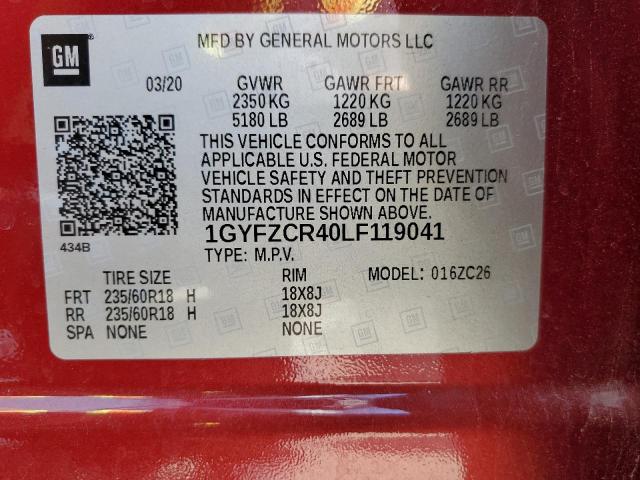 GM
MFD BY GENERAL MOTORS LLC
03/20 GVWR GAWR FRT GAWR RR
2350 KG 1220 KG 1220 KG
5180 LB 2689 LB 2689 LB
THIS VEHICLE CONFORMS TO ALL
APPLICABLE U.S. FEDERAL MOTOR
VEHICLE SAFETY AND THEFT PREVENTION
STANDARDS IN EFFECT ON THE DATE OF
MANUFACTURE SHOWN ABOVE.
434B
1GYFZCR40LF119041
TYPE: M.P.V.
TIRE SIZE RIM MODEL: 016ZC26
FRT 235/60R18 H 18X8J
RR 235/60R18 H 18X8J
SPA NONE NONE